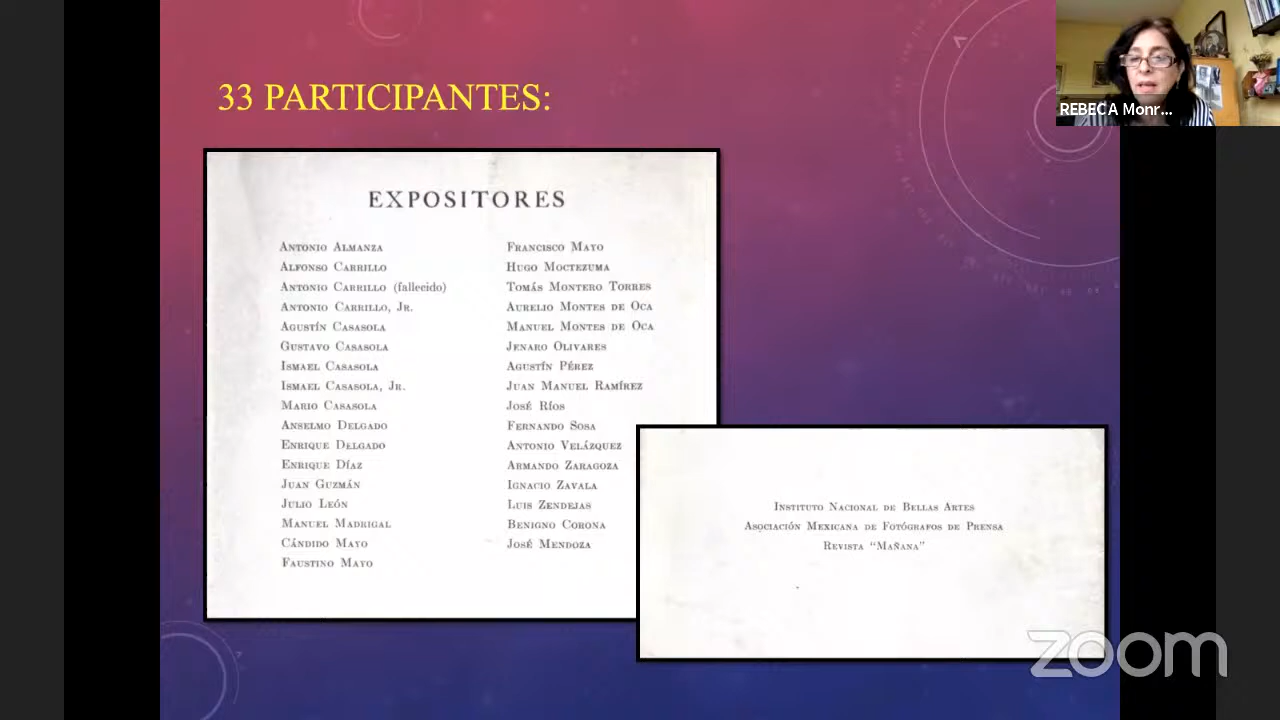 33 PARTICIPANTES:
REBECA Monr...
EXPOSITORES
Antonio Almanza
Alfonso Carrillo
Antonio Carrillo (fallecido)
Antonio Carrillo, Jr.
Agustín Casasola
Gustavo Casasola
Ismael Casasola
Ismael Casasola, Jr.
Mario Casasola
Anselmo Delgado
Enrique Delgado
Enrique Díaz
Juan Guzmán
Julio León
Manuel Madrigal
Cándido Mayo
Faustino Mayo
Francisco Mayo
Hugo Moctezuma
Tomás Montero Torres
Aurelio Montes de Oca
Manuel Montes de Oca
Jenaro Olivares
Agustín Pérez
Juan Manuel Ramírez
José Ríos
Fernando Sosa
Antonio Velázquez
Armando Zaragoza
Ignacio Zavala
Luis Zendejas
Benigno Corona
José Mendoza
Instituto Nacional de Bellas Artes
Asociación Mexicana de Fotógrafos de Prensa
Revista “Mañana”
zoom